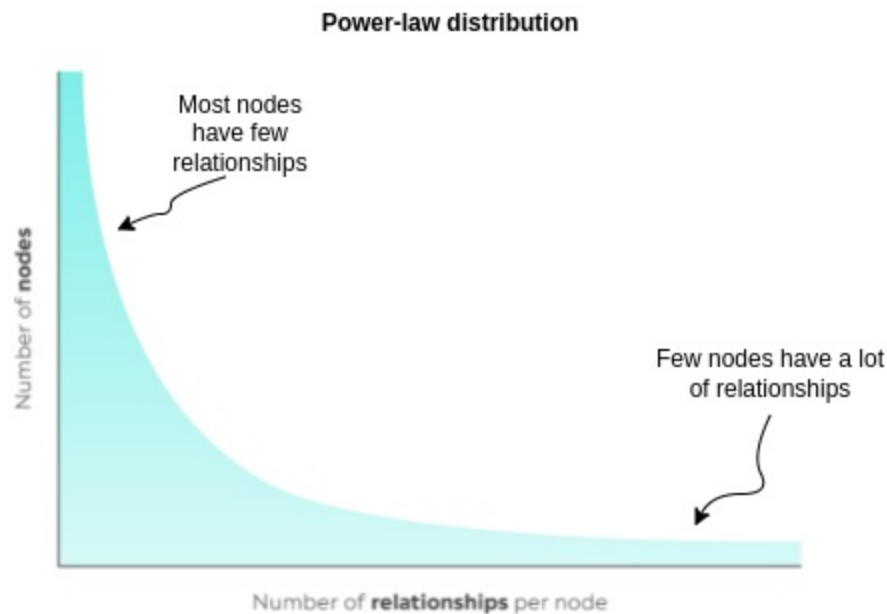 Power-law distribution
Most nodes
have few
relationships
Number of nodes
Few nodes have a lot
of relationships
Number of relationships per node